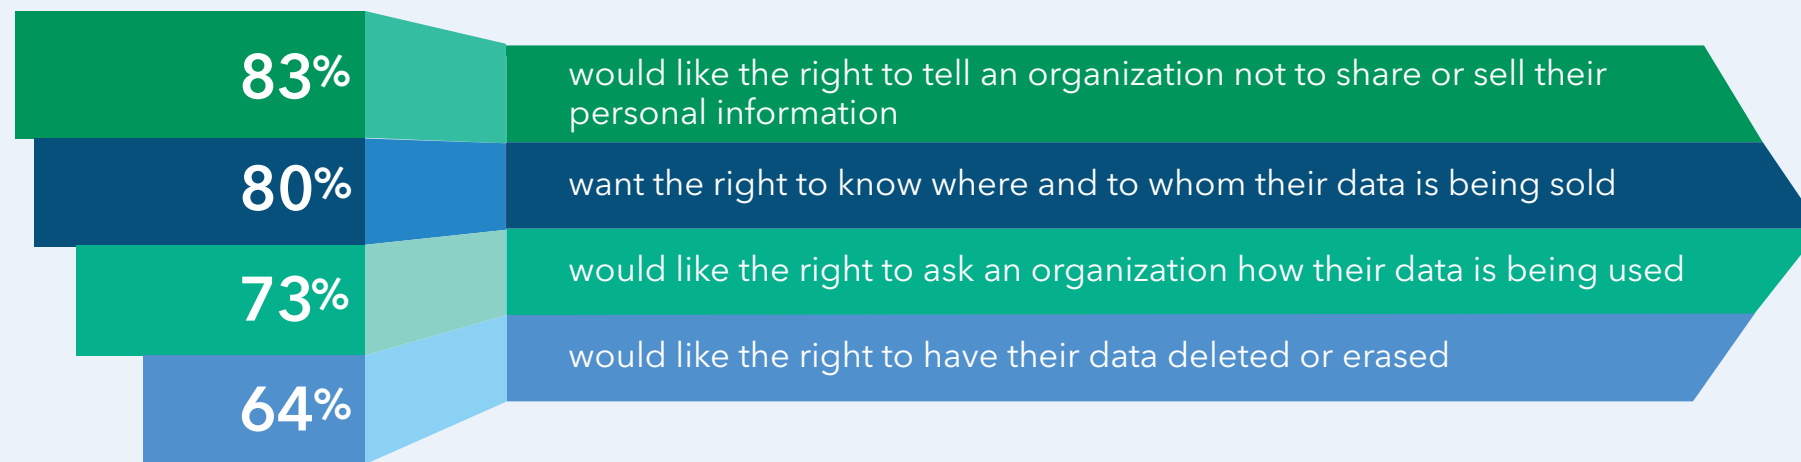 83%
would like the right to tell an organization not to share or sell their
personal information
80%
want the right to know where and to whom their data is being sold
73%
would like the right to ask an organization how their data is being used
64%
would like the right to have their data deleted or erased